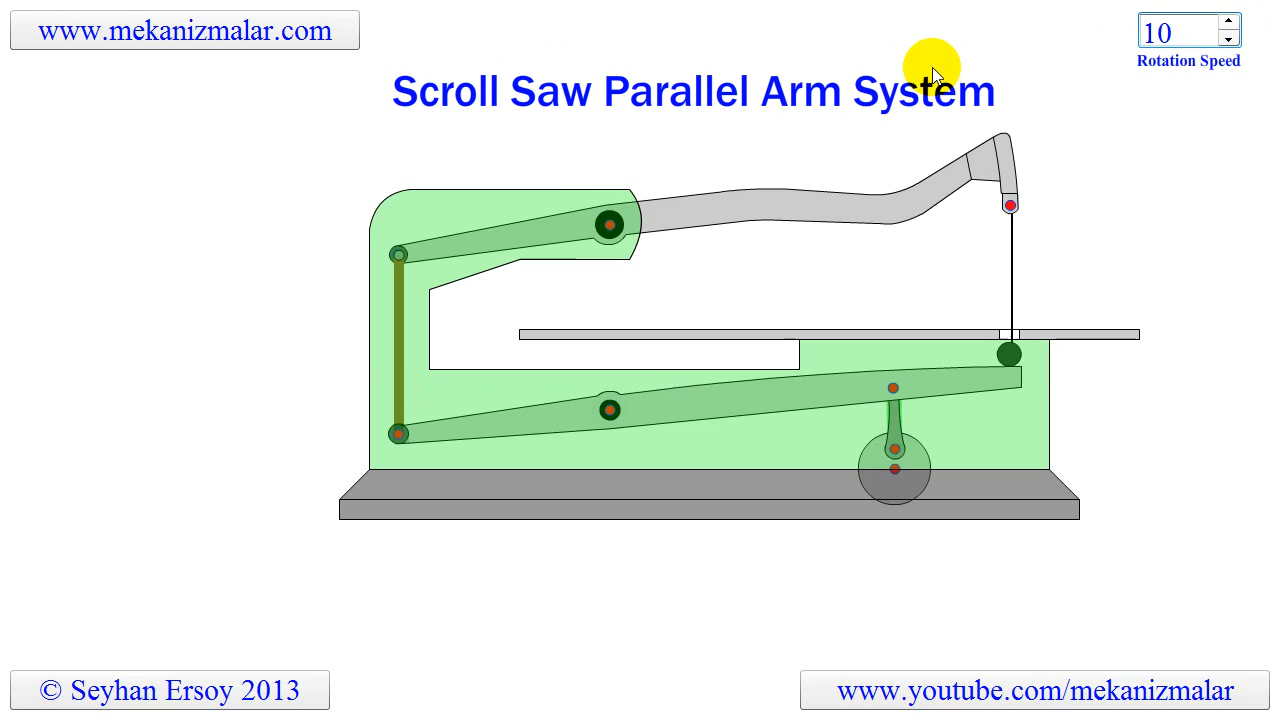 www.mekanizmalar.com
10
Rotation Speed
Scroll Saw Parallel Arm System
© Seyhan Ersoy 2013
www.youtube.com/mekanizmalar